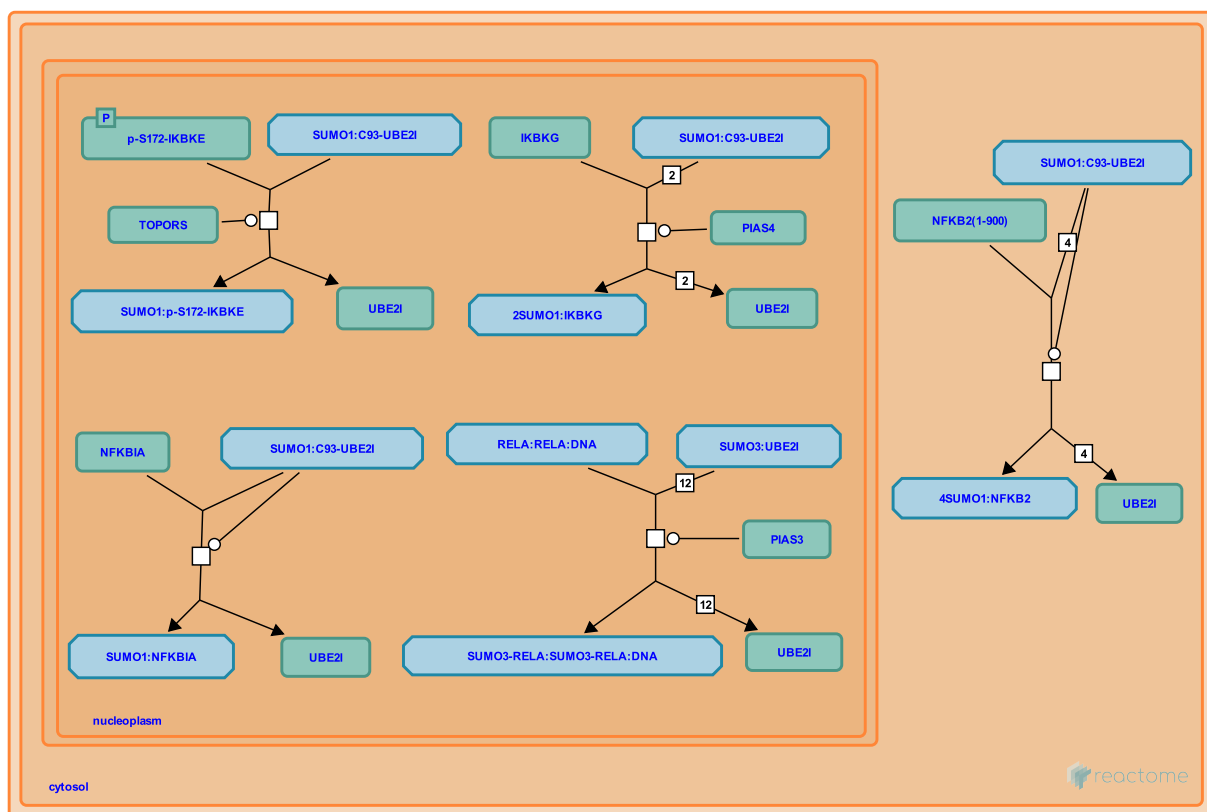 P
p-S172-IKBKE
SUMO1:C93-UBE2I
TOPORS
SUMO1:p-S172-IKBKE
UBE2I
IKBKG
SUMO1:C93-UBE2I
2
PIAS4
2
2SUMO1:IKBKG
UBE2I
SUMO1:C93-UBE2I
NFKB2(1-900)
4
4
4SUMO1:NFKB2
UBE2I
NFKBIA
SUMO1:C93-UBE2I
SUMO1:NFKBIA
UBE2I
RELA:RELA:DNA
SUMO3:UBE2I
12
PIAS3
12
SUMO3-RELA:SUMO3-RELA:DNA
UBE2I
nucleoplasm
cytosol
reactome